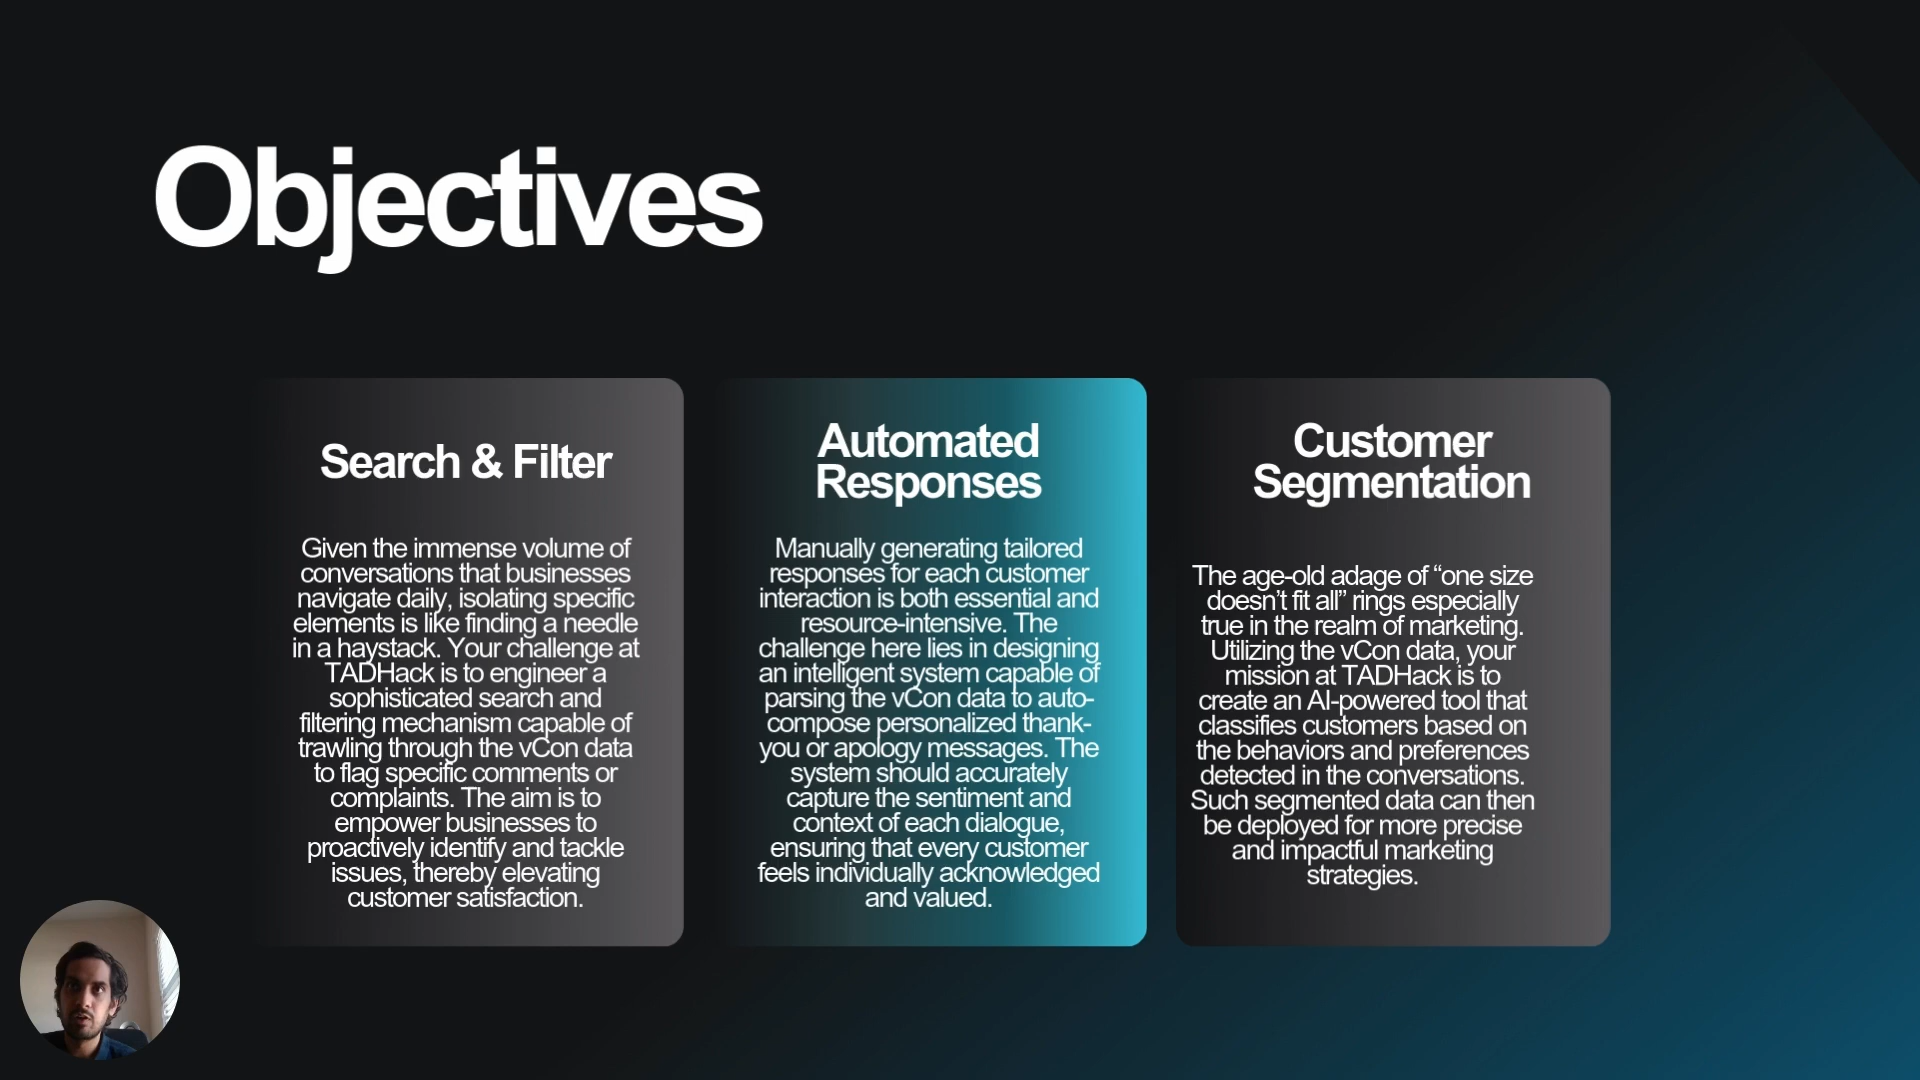 Objectives
Search & Filter
Given the immense volume of
conversations that businesses
navigate daily, isolating specific
elements is like finding a needle
in a haystack. Your challenge at
TADHack is to engineer a
sophisticated search and
filtering mechanism capable of
trawling through the vCon data
to flag specific comments or
complaints. The aim is to
empower businesses to
proactively identify and tackle
issues, thereby elevating
customer satisfaction.
Automated
Responses
Manually generating tailored
responses for each customer
interaction is both essential and
resource-intensive. The
challenge here lies in designing
an intelligent system capable of
parsing the vCon data to auto-
compose personalized thank-
you or apology messages. The
system should accurately
capture the sentiment and
context of each dialogue,
ensuring that every customer
feels individually acknowledged
and valued.
Customer
Segmentation
The age-old adage of “one size
doesn’t fit all” rings especially
true in the realm of marketing.
Utilizing the vCon data, your
mission at TADHack is to
create an AI-powered tool that
classifies customers based on
the behaviors and preferences
detected in the conversations.
Such segmented data can then
be deployed for more precise
and impactful marketing
strategies.